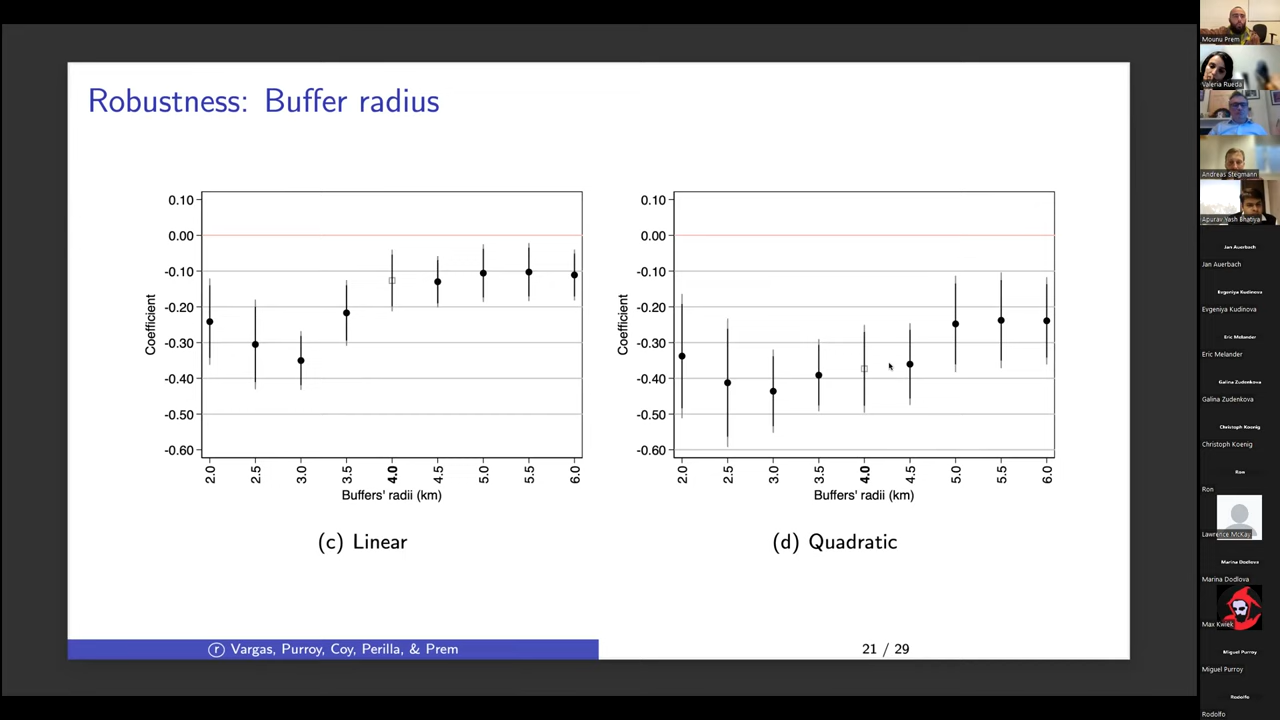 Robustness: Buffer radius
0.10
0.00
-0.10
-0.20
-0.30
-0.40
-0.50
-0.60
Coefficient
2.0 2.5 3.0 3.5 4.0 4.5 5.0 5.5 6.0
Buffers' radii (km)
(c) Linear
0.10
0.00
-0.10
-0.20
-0.30
-0.40
-0.50
-0.60
Coefficient
2.0 2.5 3.0 3.5 4.0 4.5 5.0 5.5 6.0
Buffers' radii (km)
(d) Quadratic
ⓡ Vargas, Purroy, Coy, Perilla, & Prem
21 / 29
Mounu Prem
Valeria Rueda
Andreas Stegmann
Apurav Yash Bhatiya
Jan Auerbach
Jan Auerbach
Evgeniya Kudinova
Evgeniya Kudinova
Eric Melander
Eric Melander
Galina Zudenkova
Galina Zudenkova
Christoph Koenig
Christoph Koenig
Ron
Ron
Lawrence McKay
Marina Dodlova
Marina Dodlova
Max Kwiek
Miguel Purroy
Miguel Purroy
Rodolfo
Rodolfo